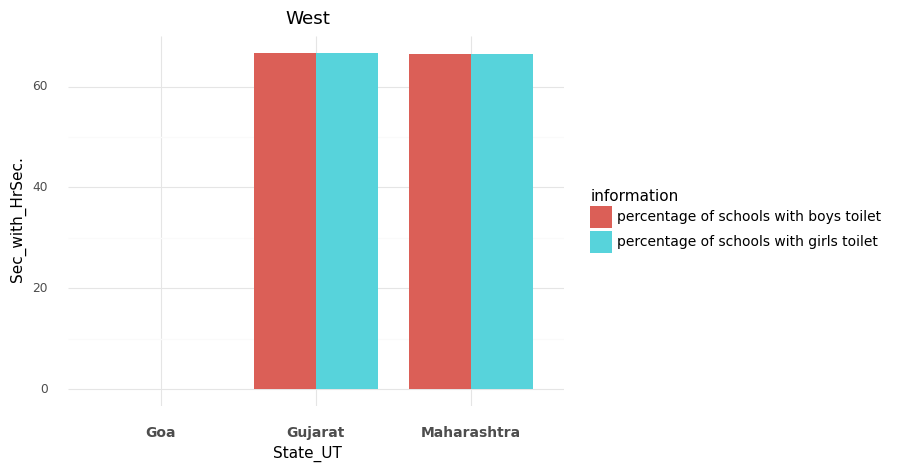 West
Sec_with_HrSec.
60
40
20
0
Goa
Gujarat
Maharashtra
State_UT
information
percentage of schools with boys toilet
percentage of schools with girls toilet